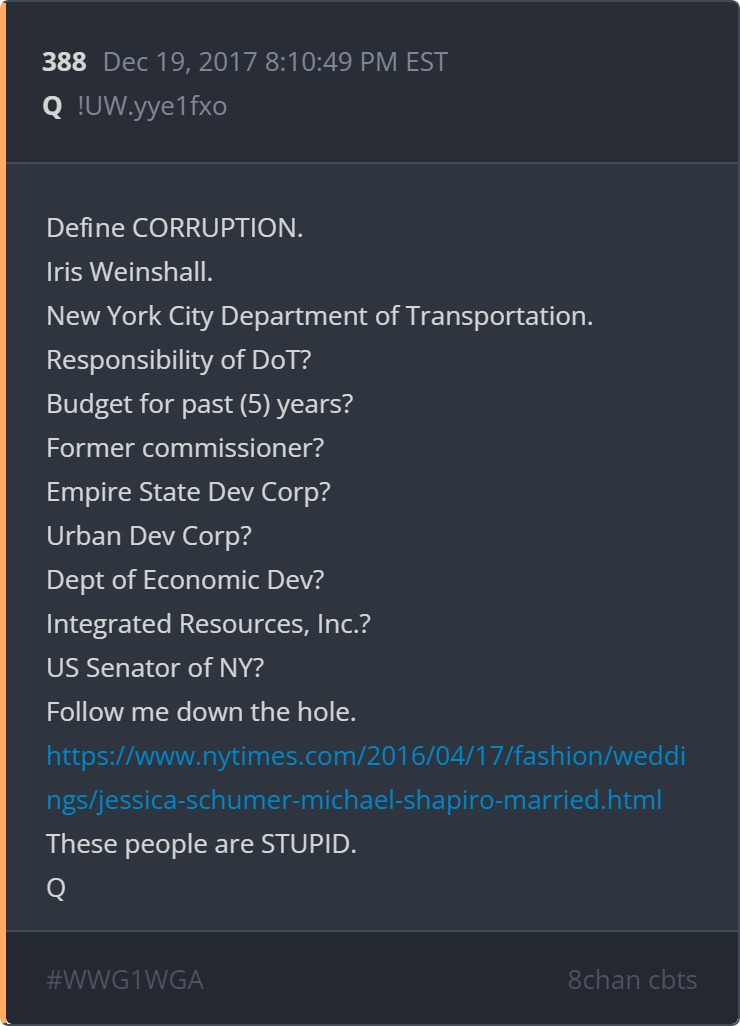 388 Dec 19, 2017 8:10:49 PM EST
Q !UW.yye1fxo
Define CORRUPTION.
Iris Weinshall.
New York City Department of Transportation.
Responsibility of DoT?
Budget for past (5) years?
Former commissioner?
Empire State Dev Corp?
Urban Dev Corp?
Dept of Economic Dev?
Integrated Resources, Inc.?
US Senator of NY?
Follow me down the hole.
https://www.nytimes.com/2016/04/17/fashion/weddi
ngs/jessica-schumer-michael-shapiro-married.html
These people are STUPID.
Q
#WWG1WGA 8chan cbts